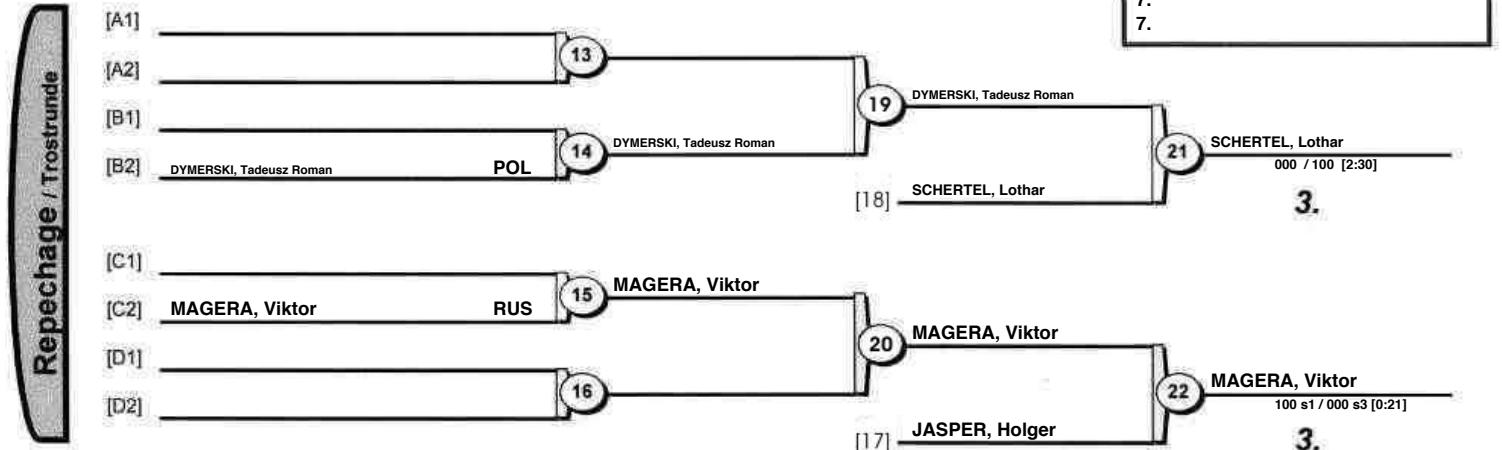 7.
7.
Repechage / Trostrunde
[A1]
13
[A2]
19
DYMERSKI, Tadeusz Roman
[B1]
14
DYMERSKI, Tadeusz Roman
[B2]
DYMERSKI, Tadeusz Roman POL
21
SCHERTEL, Lothar
000 / 100 [2:30]
[18] SCHERTEL, Lothar
3.
[C1]
15
MAGERA, Viktor
[C2] MAGERA, Viktor RUS
20
MAGERA, Viktor
[D1]
16
[D2]
22
MAGERA, Viktor
100 s1 / 000 s3 [0:21]
[17] JASPER, Holger
3.